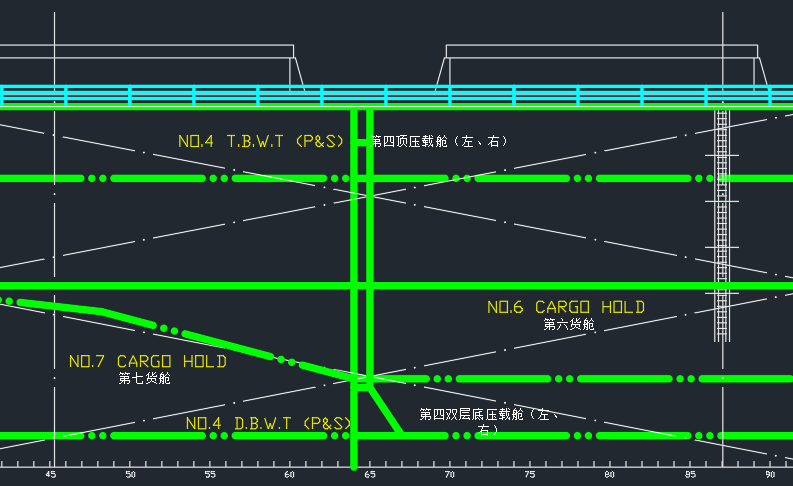 NO.4 T.B.W.T (P&S)
第四顶压载舱（左、右）
NO.6 CARGO HOLD
第六货舱
NO.7 CARGO HOLD
第七货舱
NO.4 D.B.W.T (P&S)
第四双层底压载舱（左、
右）
45 50 55 60 65 70 75 80 85 90